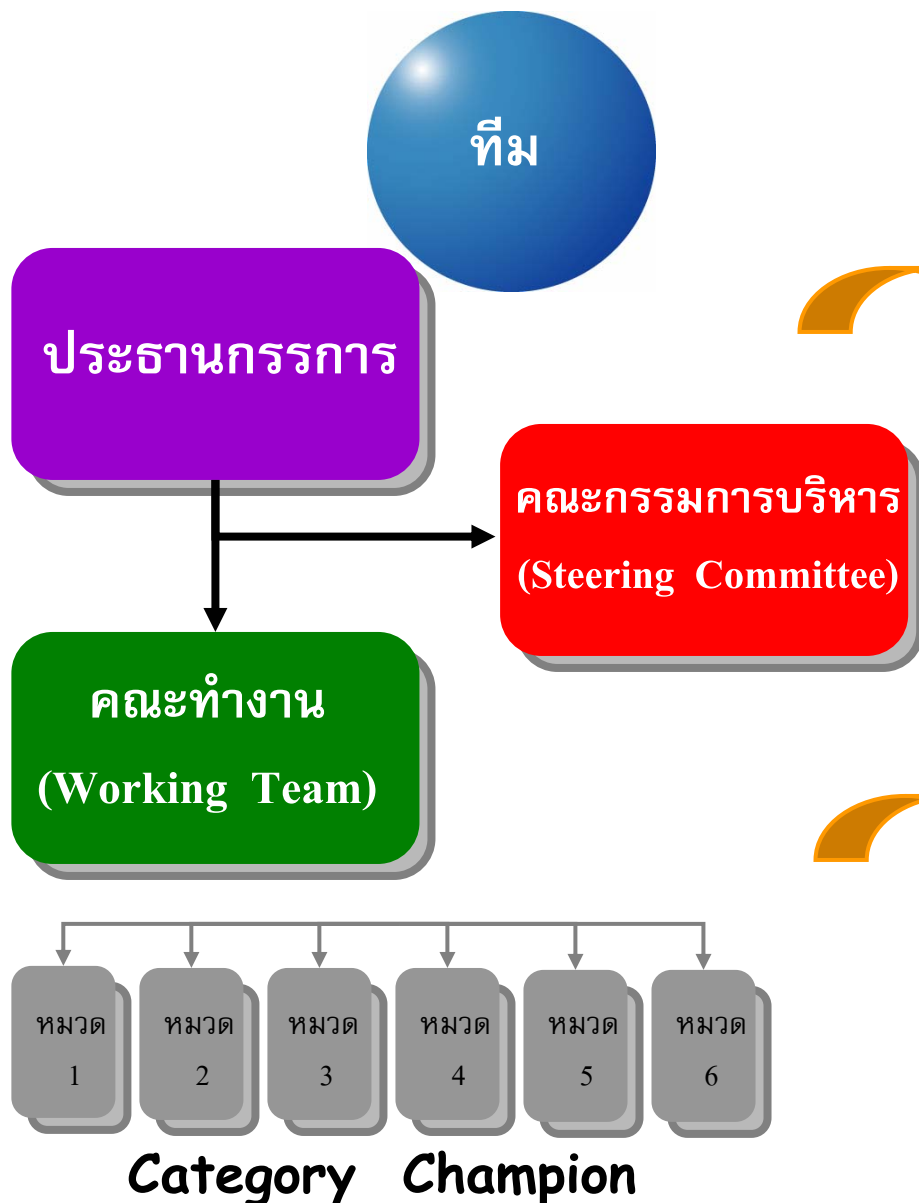 ทีม
ประธานกรรการ
คณะกรรมการบริหาร
(Steering Committee)
คณะทำงาน
(Working Team)
หมวด
1
หมวด
2
หมวด
3
หมวด
4
หมวด
5
หมวด
6
Category Champion